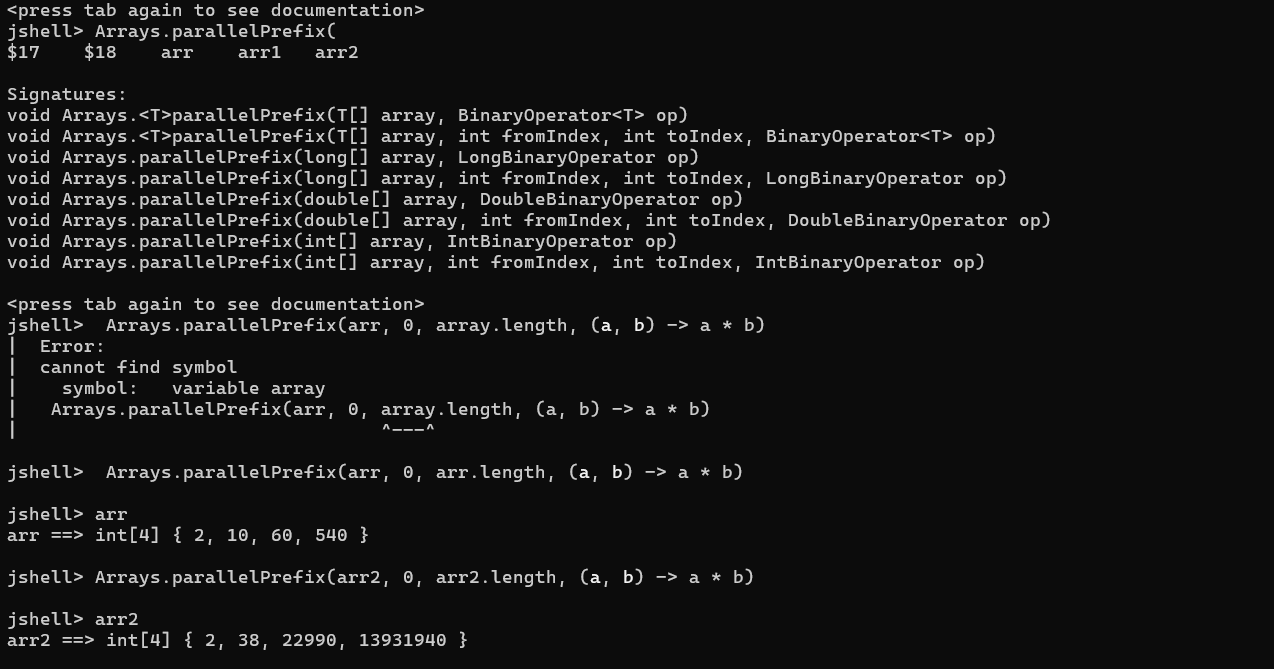 <press tab again to see documentation>
jshell> Arrays.parallelPrefix(
$17    $18    arr    arr1   arr2

Signatures:
void Arrays.<T>parallelPrefix(T[] array, BinaryOperator<T> op)
void Arrays.<T>parallelPrefix(T[] array, int fromIndex, int toIndex, BinaryOperator<T> op)
void Arrays.parallelPrefix(long[] array, LongBinaryOperator op)
void Arrays.parallelPrefix(long[] array, int fromIndex, int toIndex, LongBinaryOperator op)
void Arrays.parallelPrefix(double[] array, DoubleBinaryOperator op)
void Arrays.parallelPrefix(double[] array, int fromIndex, int toIndex, DoubleBinaryOperator op)
void Arrays.parallelPrefix(int[] array, IntBinaryOperator op)
void Arrays.parallelPrefix(int[] array, int fromIndex, int toIndex, IntBinaryOperator op)

<press tab again to see documentation>
jshell>  Arrays.parallelPrefix(arr, 0, array.length, (a, b) -> a * b)
|  Error:
|  cannot find symbol
|    symbol:   variable array
|   Arrays.parallelPrefix(arr, 0, array.length, (a, b) -> a * b)
|                                 ^---^

jshell>  Arrays.parallelPrefix(arr, 0, arr.length, (a, b) -> a * b)

jshell> arr
arr ==> int[4] { 2, 10, 60, 540 }

jshell> Arrays.parallelPrefix(arr2, 0, arr2.length, (a, b) -> a * b)

jshell> arr2
arr2 ==> int[4] { 2, 38, 22990, 13931940 }